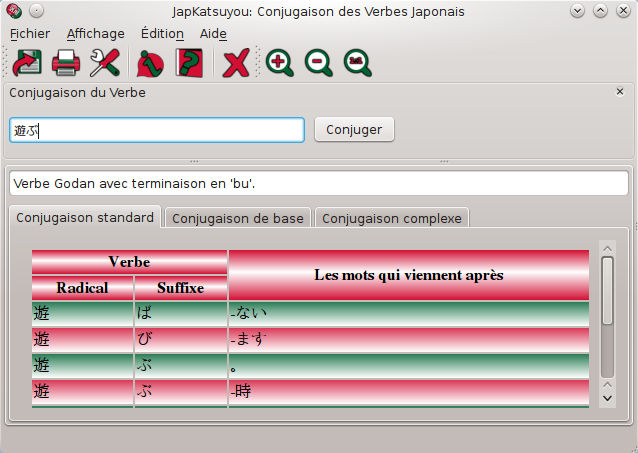 JapKatsuyou: Conjugaison des Verbes Japonais
Fichier Affichage Édition Aide
1:1
Conjugaison du Verbe
遊ぶ Conjuger
Verbe Godan avec terminaison en 'bu'.
Conjugaison standard Conjugaison de base Conjugaison complexe
Verbe Les mots qui viennent après
Radical Suffixe
遊 ば -ない
遊 び -ます
遊 ぶ 。
遊 ぶ -時